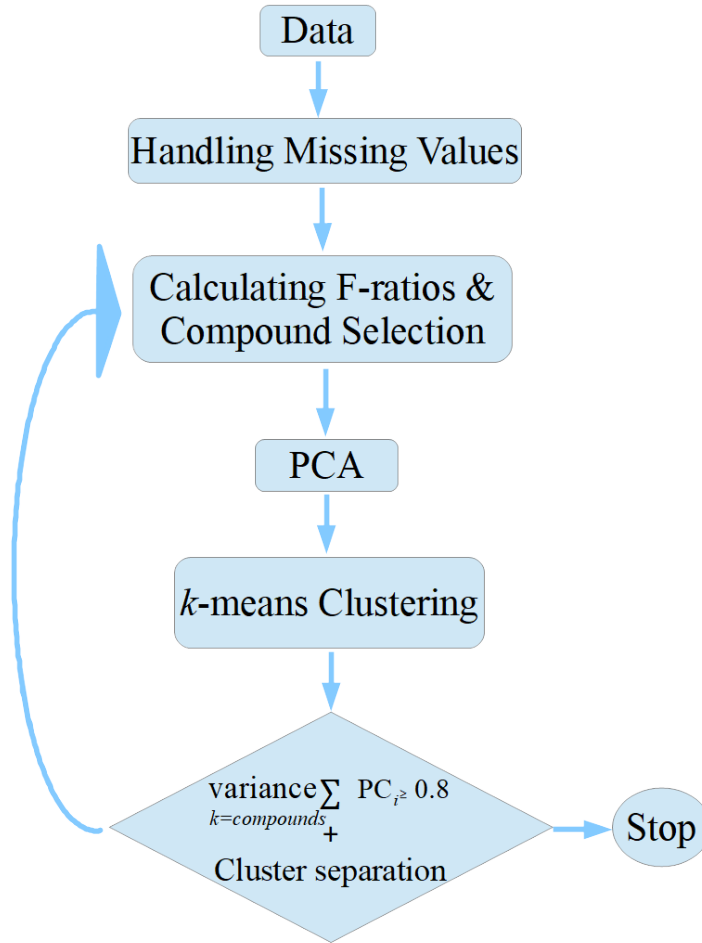 Data
Handling Missing Values
Calculating F-ratios &
Compound Selection
PCA
k-means Clustering
variance∑ PCᵢ≥ 0.8
k=compounds
+
Cluster separation
Stop